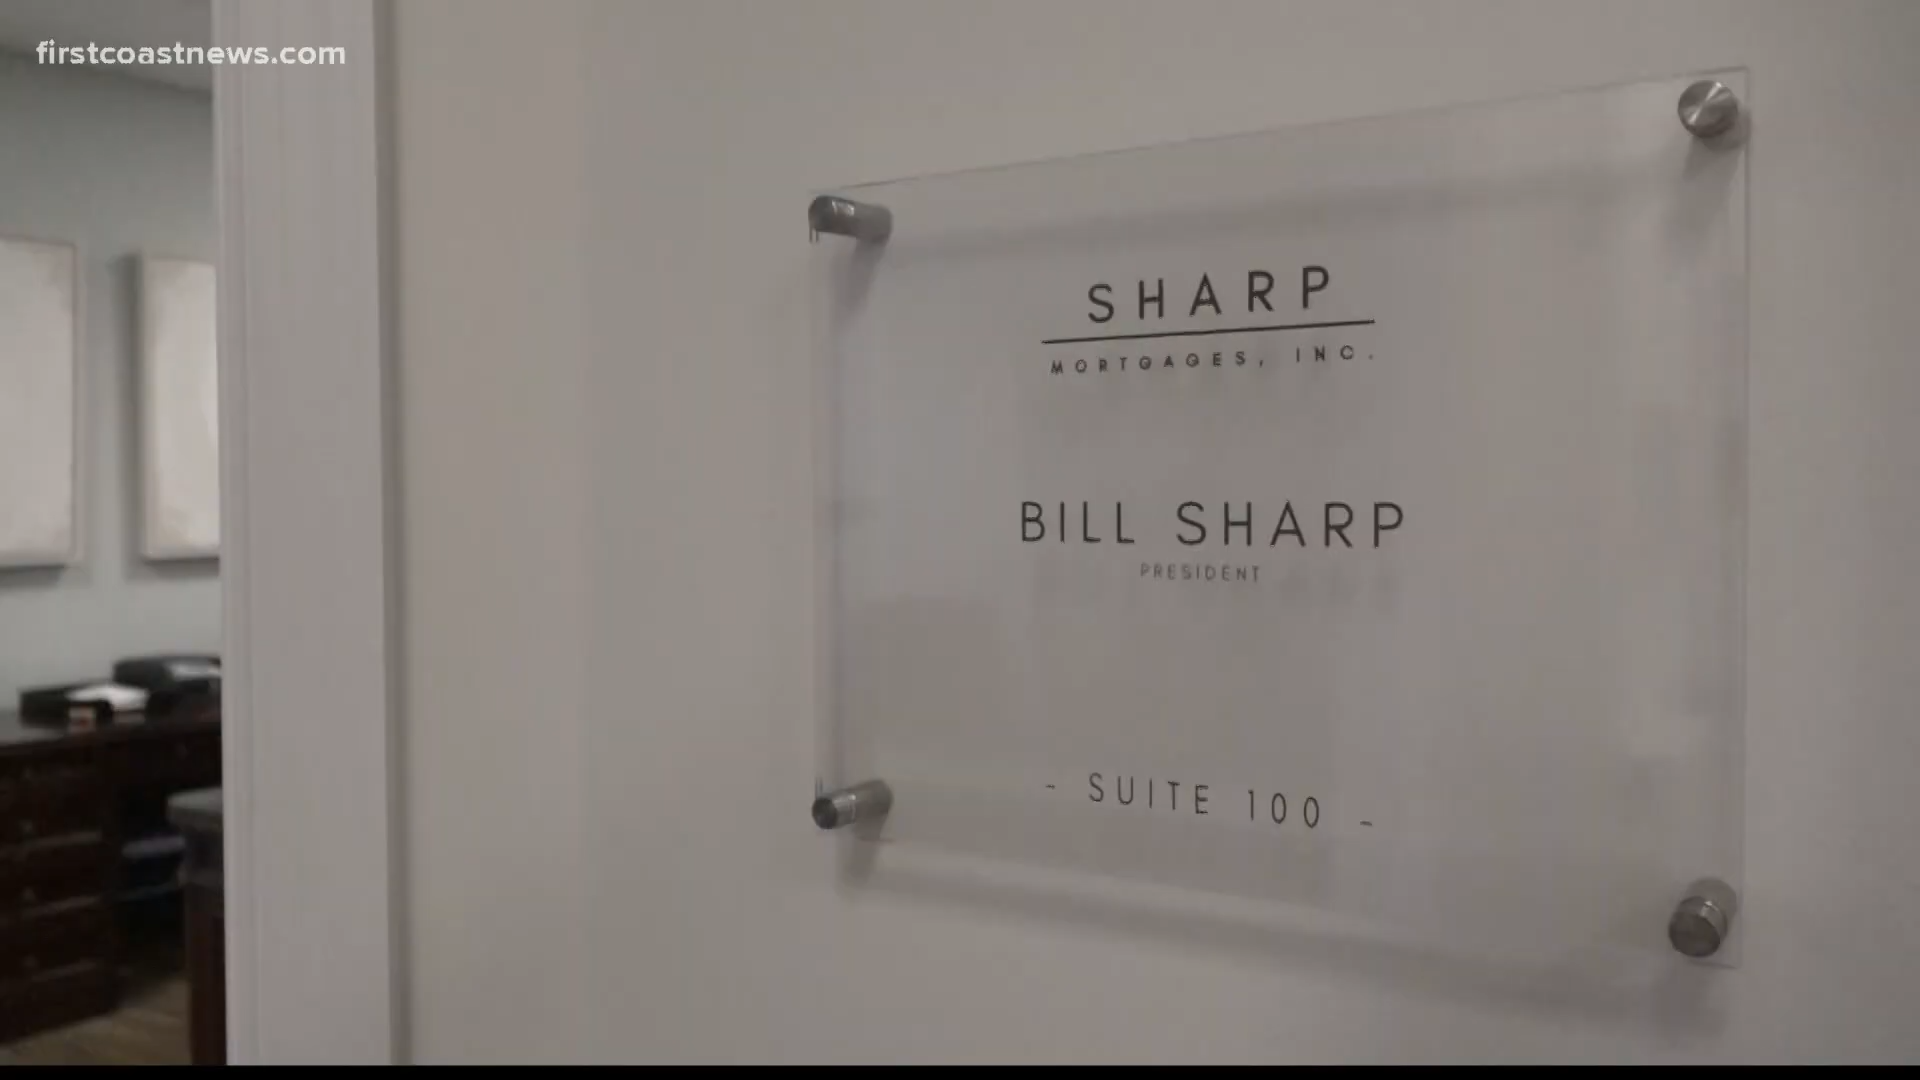 firstcoastnews.com
SHARP
MORTGAGES, INC.
BILL SHARP
PRESIDENT
- SUITE 100 -